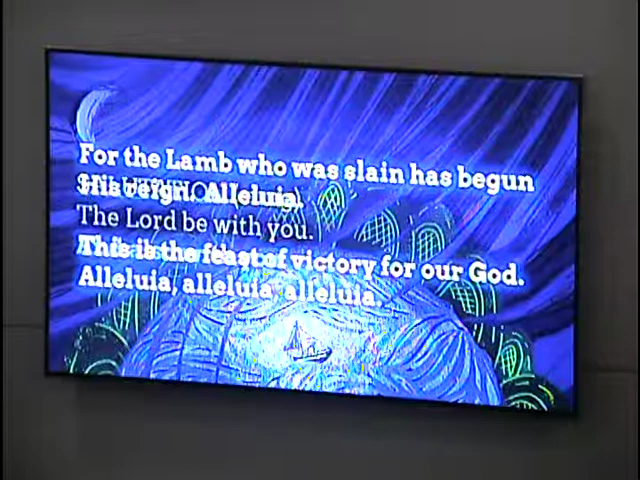 For the Lamb who was slain has begun
His reign. Alleluia.
The Lord be with you.
This is the feast of victory for our God.
Alleluia, alleluia, alleluia.